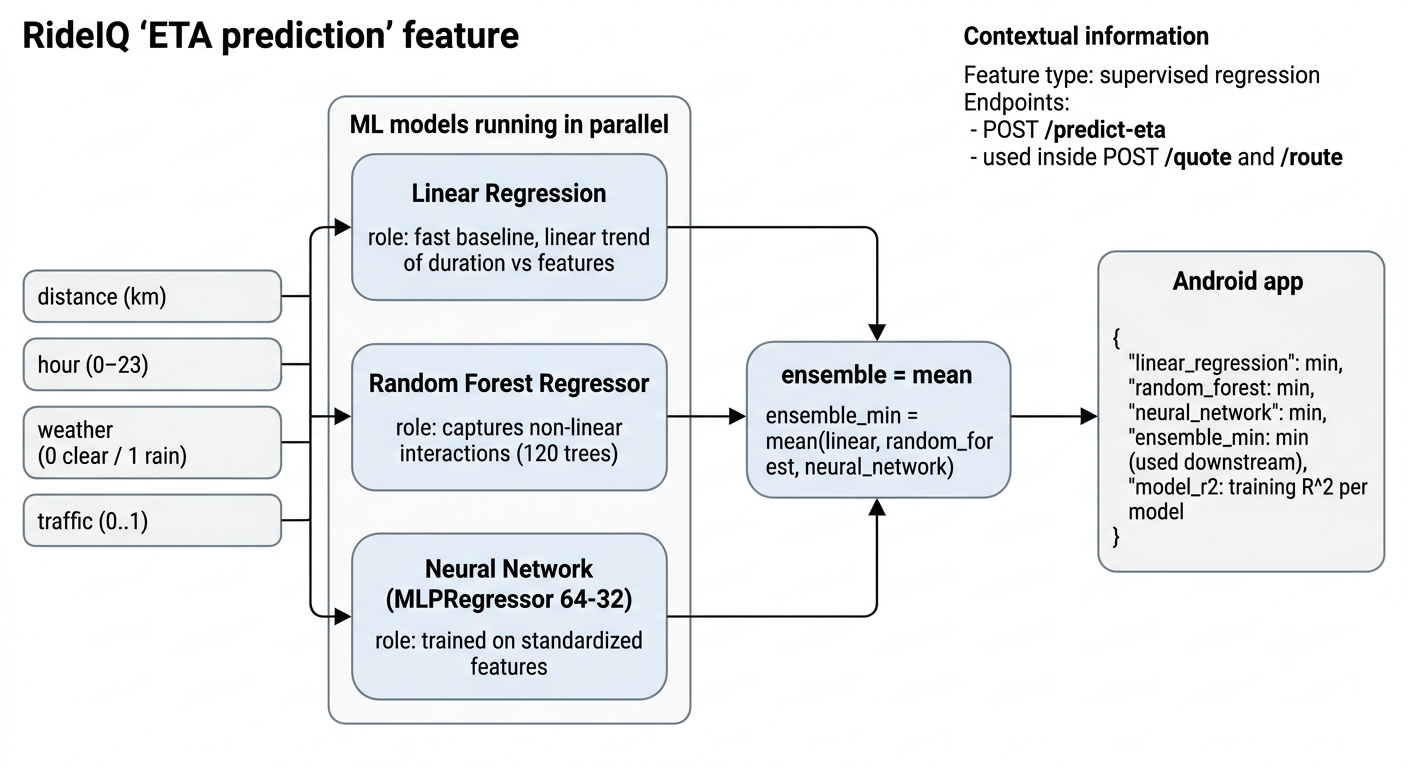 RideIQ ‘ETA prediction’ feature
Contextual information
Feature type: supervised regression
Endpoints:
- POST /predict-eta
- used inside POST /quote and /route
distance (km)
hour (0–23)
weather
(0 clear / 1 rain)
traffic (0..1)
ML models running in parallel
Linear Regression
role: fast baseline, linear trend
of duration vs features
Random Forest Regressor
role: captures non-linear
interactions (120 trees)
Neural Network
(MLPRegressor 64-32)
role: trained on standardized
features
ensemble = mean
ensemble_min =
mean(linear, random_for
est, neural_network)
Android app
{
"linear_regression": min,
"random_forest: min,
"neural_network": min,
"ensemble_min: min
(used downstream),
"model_r2: training R^2 per
model
}